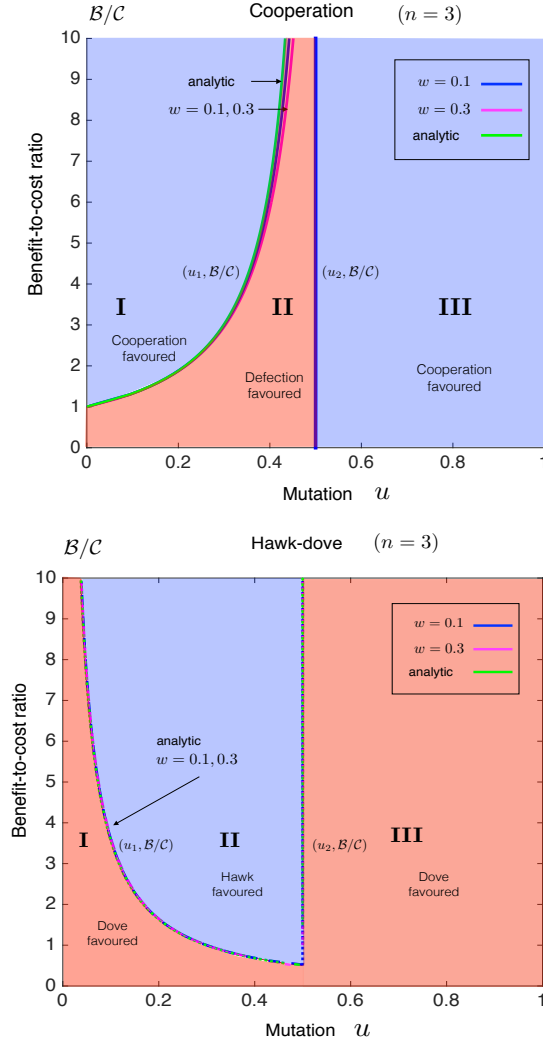 B/C Cooperation (n = 3)
10
9
8
7
6
5
4
3
2
1
0
Benefit-to-cost ratio
analytic
w = 0.1, 0.3
w = 0.1
w = 0.3
analytic
(u₁, B/C)
(u₂, B/C)
I
II
III
Cooperation
favoured
Defection
favoured
Cooperation
favoured
0 0.2 0.4 0.6 0.8 1
Mutation u
B/C Hawk-dove (n = 3)
10
9
8
7
6
5
4
3
2
1
0
Benefit-to-cost ratio
w = 0.1
w = 0.3
analytic
analytic
w = 0.1, 0.3
I
(u₁, B/C)
II
(u₂, B/C)
III
Hawk
favoured
Dove
favoured
Dove
favoured
0 0.2 0.4 0.6 0.8 1
Mutation u